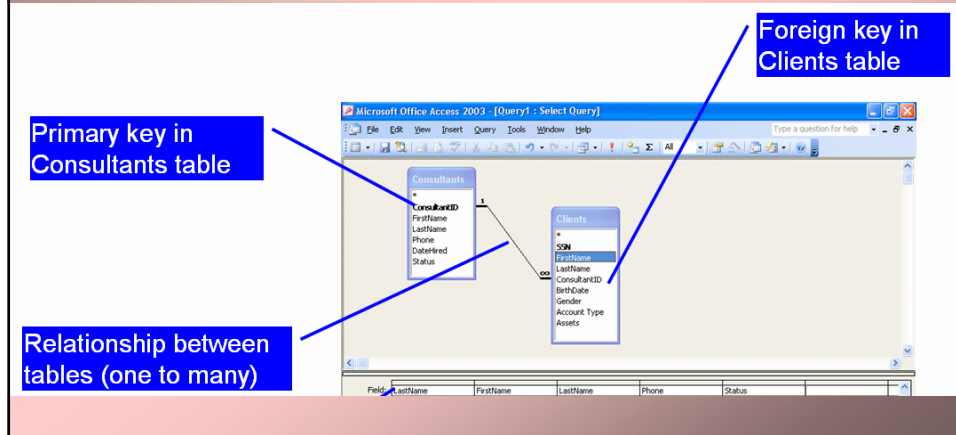 Foreign key in
Clients table
Primary key in
Consultants table
Microsoft Office Access 2003 - [Query1 : Select Query]
File Edit View Insert Query Tools Window Help
Type a question for help
All
Consultants
*
ConsultantID
FirstName
LastName
Phone
DateHired
Status
1
∞
Clients
*
SSN
FirstName
LastName
ConsultantID
BirthDate
Gender
Account Type
Assets
Relationship between
tables (one to many)
Field: LastName FirstName LastName Phone Status